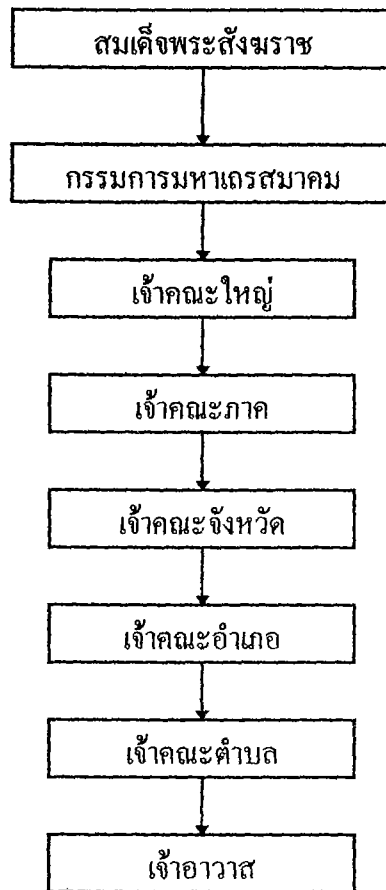 สมเด็จพระสังฆราช
กรรมการมหาเถรสมาคม
เจ้าคณะใหญ่
เจ้าคณะภาค
เจ้าคณะจังหวัด
เจ้าคณะอำเภอ
เจ้าคณะตำบล
เจ้าอาวาส